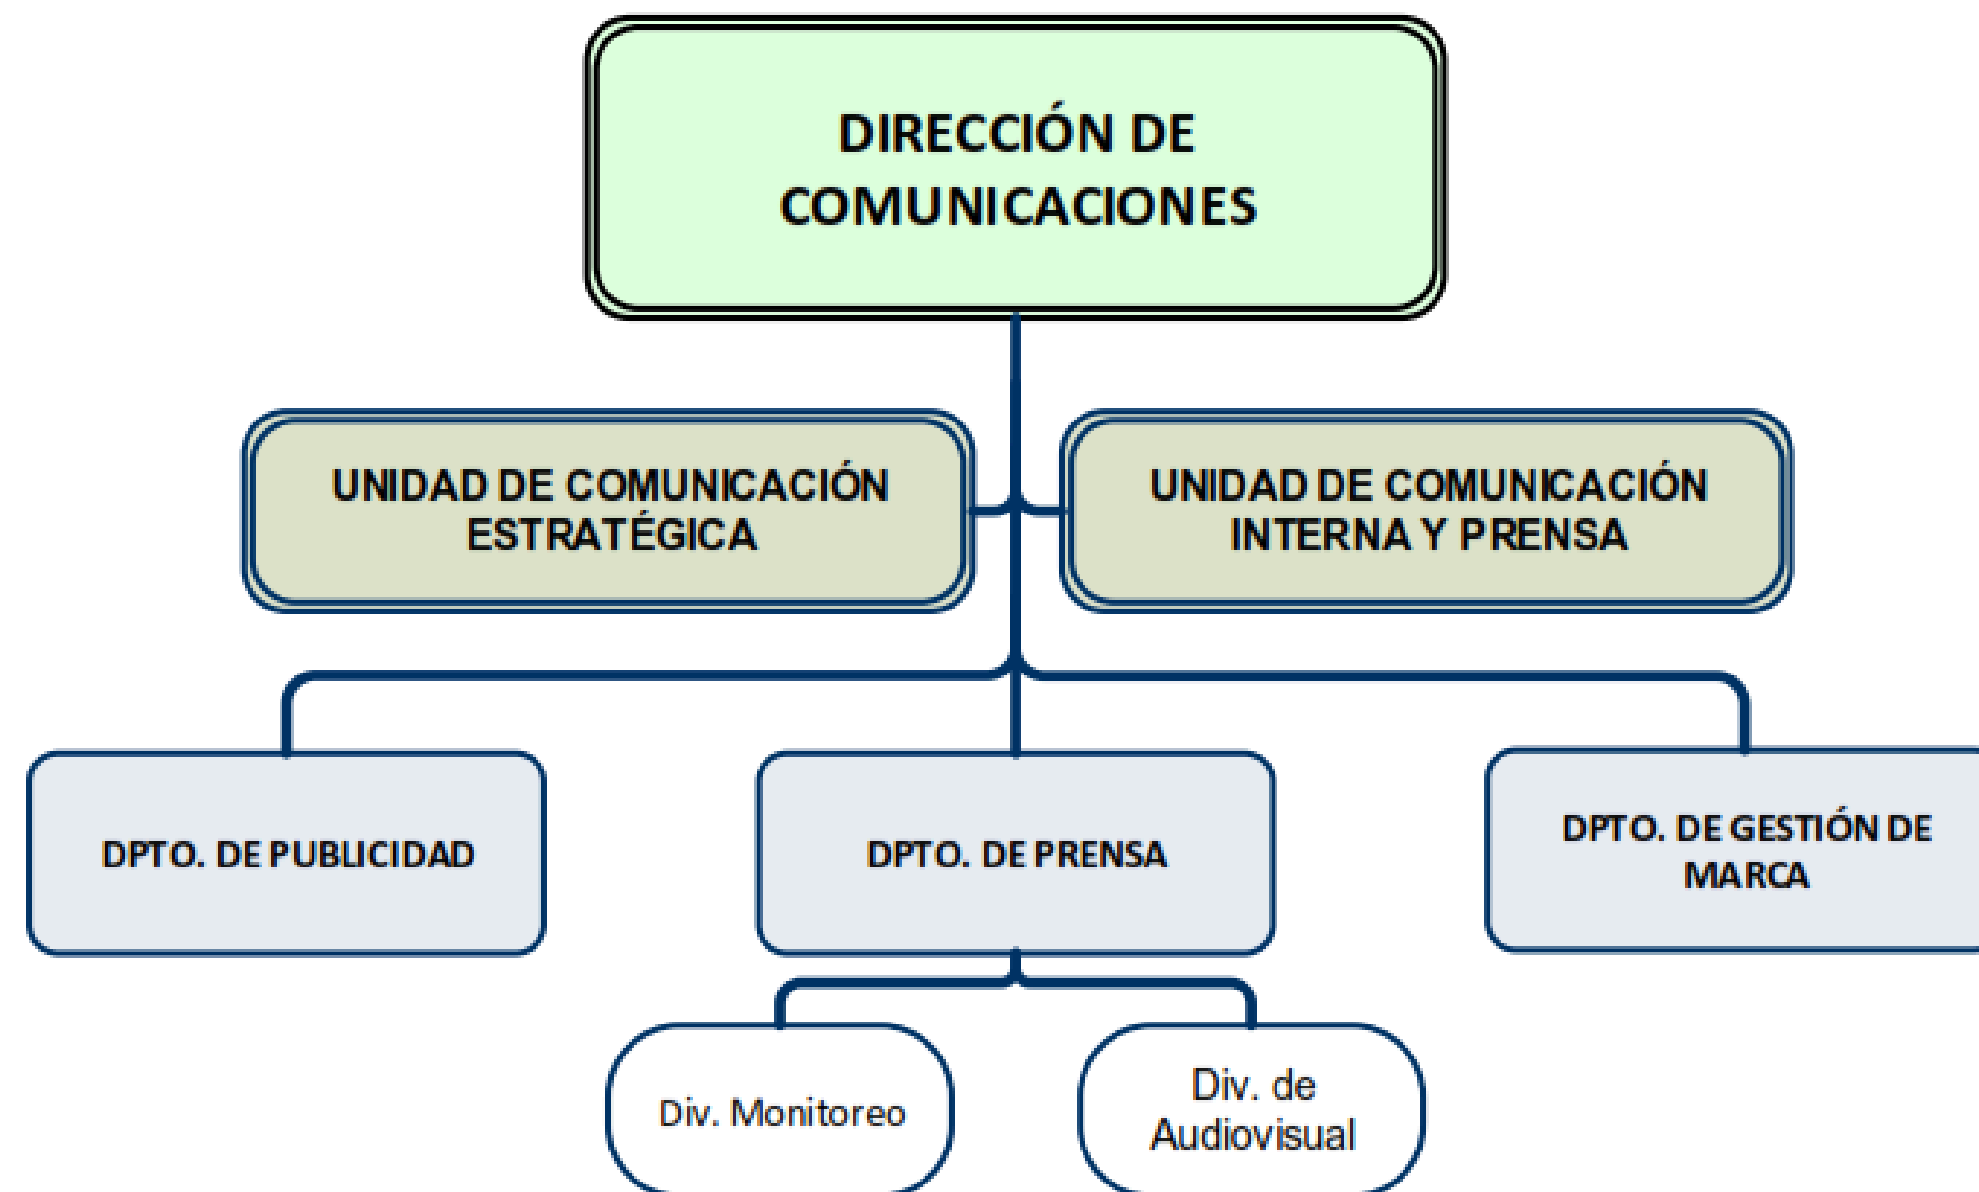 DIRECCIÓN DE
COMUNICACIONES
UNIDAD DE COMUNICACIÓN
ESTRATÉGICA
UNIDAD DE COMUNICACIÓN
INTERNA Y PRENSA
DPTO. DE PUBLICIDAD
DPTO. DE PRENSA
DPTO. DE GESTIÓN DE
MARCA
Div. Monitoreo
Div. de
Audiovisual